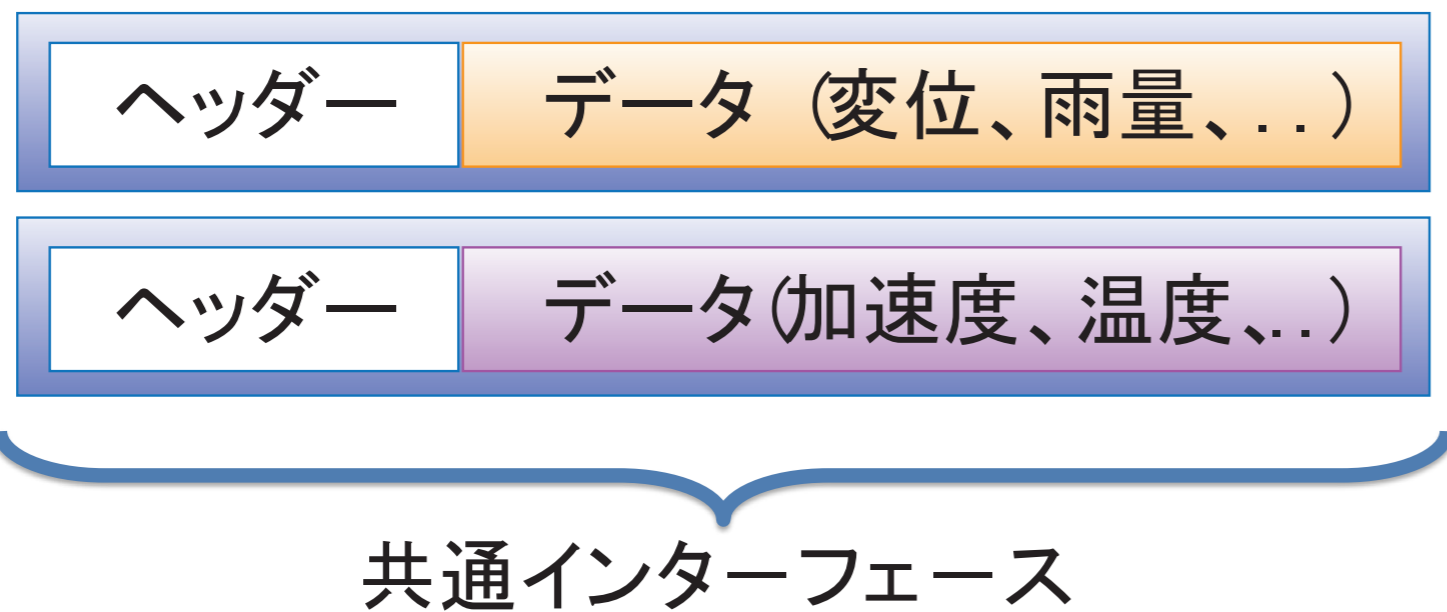 ヘッダー データ（変位、雨量、. . ）
ヘッダー データ（加速度、温度、. . ）
共通インターフェース